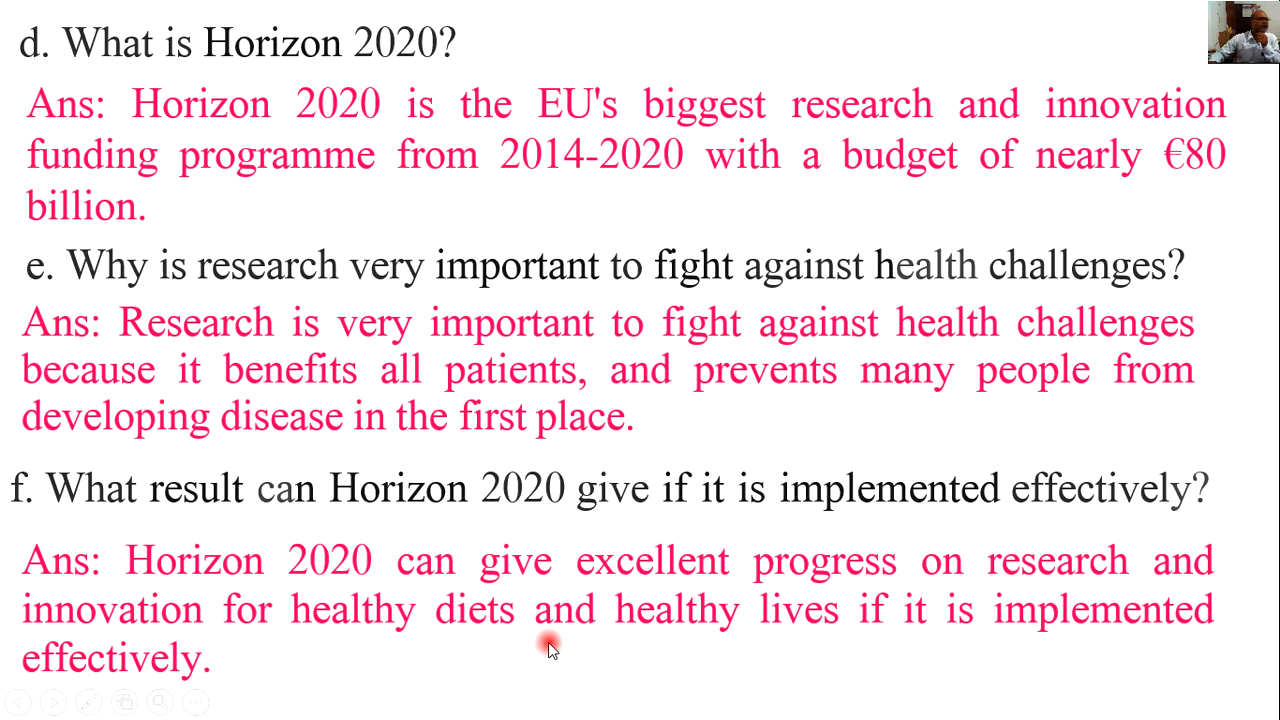 d. What is Horizon 2020?
Ans: Horizon 2020 is the EU's biggest research and innovation
funding programme from 2014-2020 with a budget of nearly €80
billion.
e. Why is research very important to fight against health challenges?
Ans: Research is very important to fight against health challenges
because it benefits all patients, and prevents many people from
developing disease in the first place.
f. What result can Horizon 2020 give if it is implemented effectively?
Ans: Horizon 2020 can give excellent progress on research and
innovation for healthy diets and healthy lives if it is implemented
effectively.